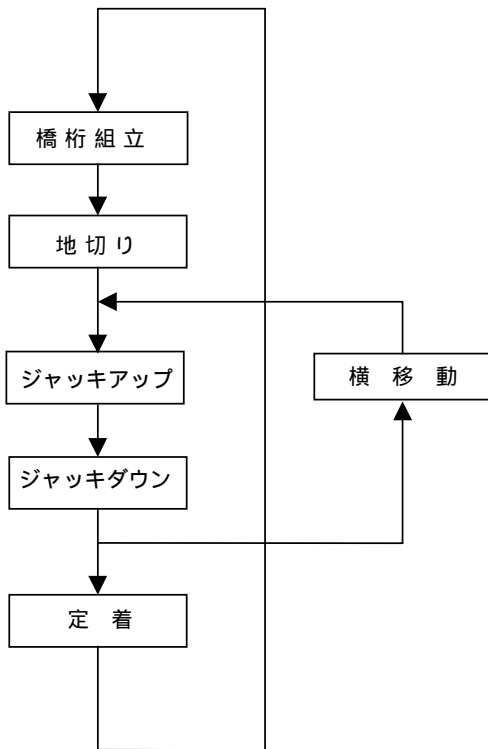 橋桁組立
地切り
ジャッキアップ
横移動
ジャッキダウン
定着